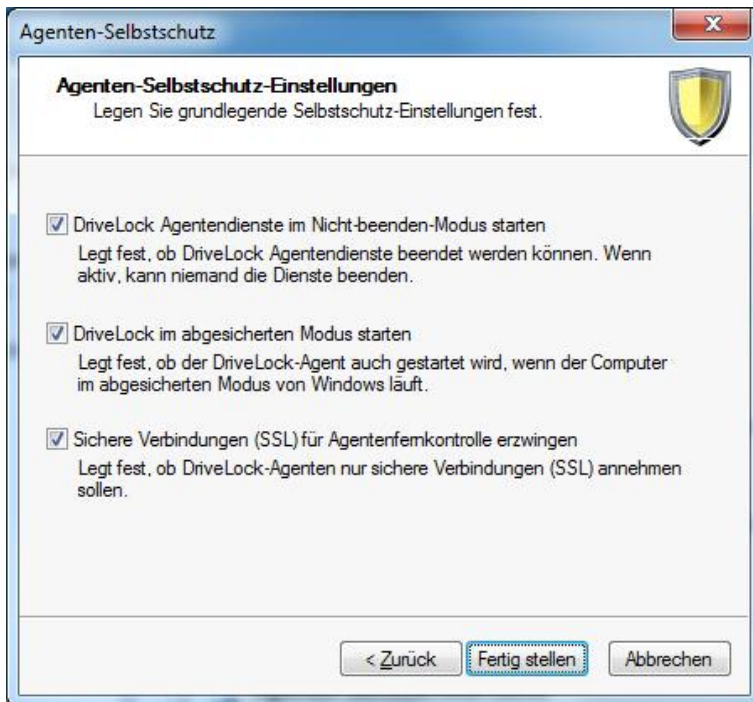 Agenten-Selbstschutz
Agenten-Selbstschutz-Einstellungen
Legen Sie grundlegende Selbstschutz-Einstellungen fest.
DriveLock Agentendienste im Nicht-beenden-Modus starten
Legt fest, ob DriveLock Agentendienste beendet werden können. Wenn
aktiv, kann niemand die Dienste beenden.
DriveLock im abgesicherten Modus starten
Legt fest, ob der DriveLock-Agent auch gestartet wird, wenn der Computer
im abgesicherten Modus von Windows läuft.
Sichere Verbindungen (SSL) für Agentenfernkontrolle erzwingen
Legt fest, ob DriveLock-Agenten nur sichere Verbindungen (SSL) annehmen
sollen.
< Zurück Fertig stellen Abbrechen